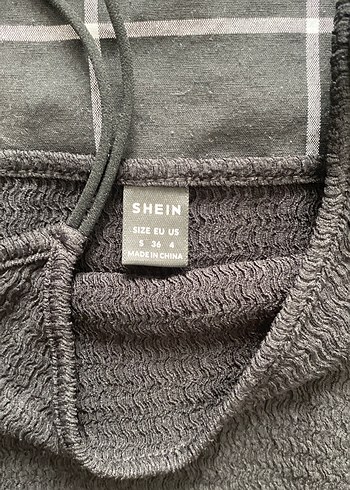 SHEIN
SIZE EU US
S 36 4
MADE IN CHINA